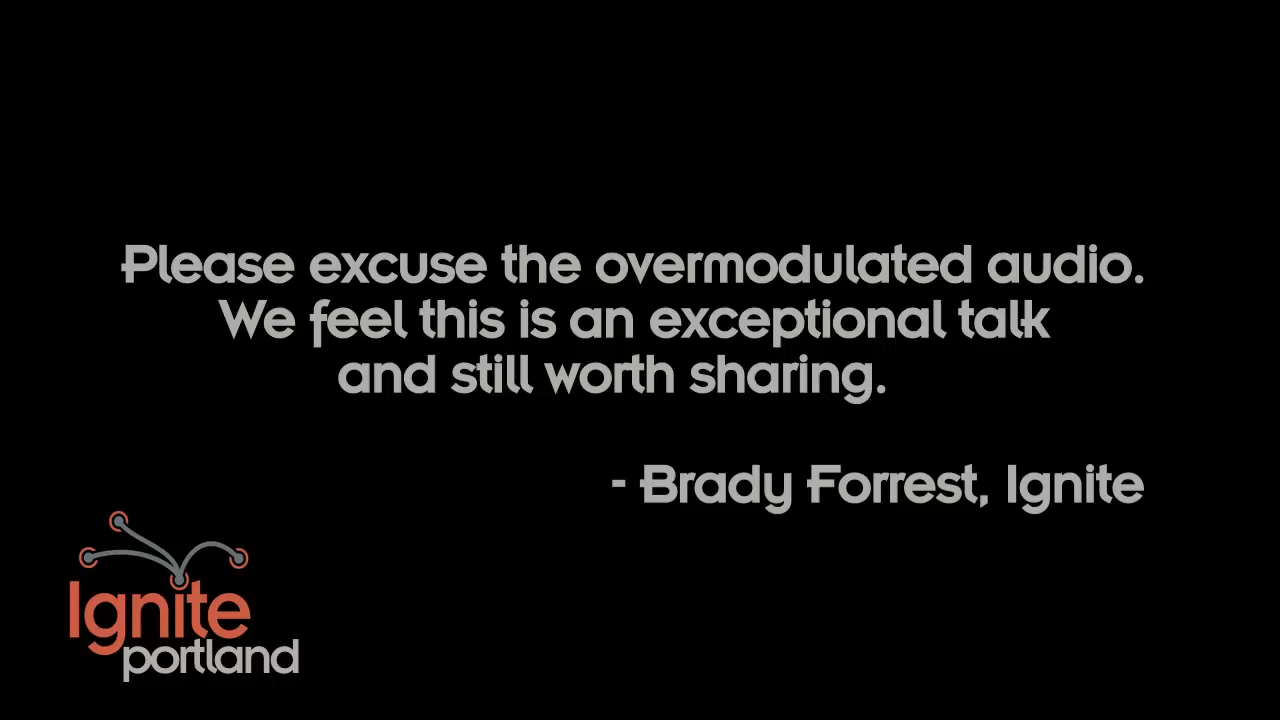 Please excuse the overmodulated audio.
We feel this is an exceptional talk
and still worth sharing.
- Brady Forrest, Ignite
Ignite
portland